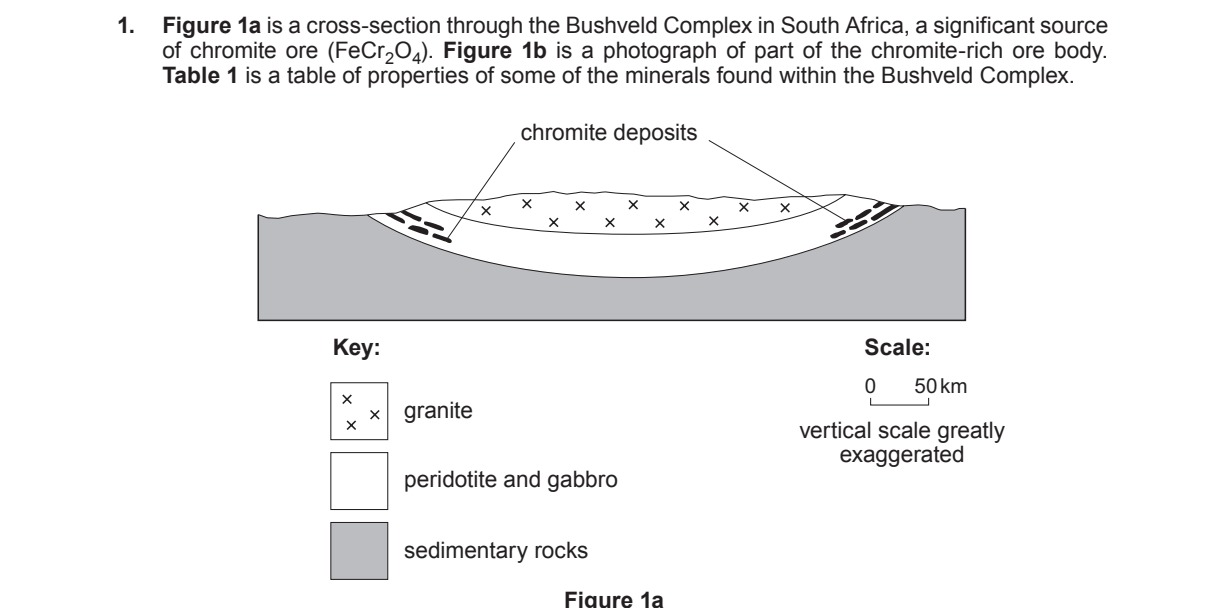 1. Figure 1a is a cross-section through the Bushveld Complex in South Africa, a significant source
of chromite ore (FeCr₂O₄). Figure 1b is a photograph of part of the chromite-rich ore body.
Table 1 is a table of properties of some of the minerals found within the Bushveld Complex.
chromite deposits
Key:
granite
peridotite and gabbro
sedimentary rocks
Scale:
0 50 km
vertical scale greatly
exaggerated
Figure 1a